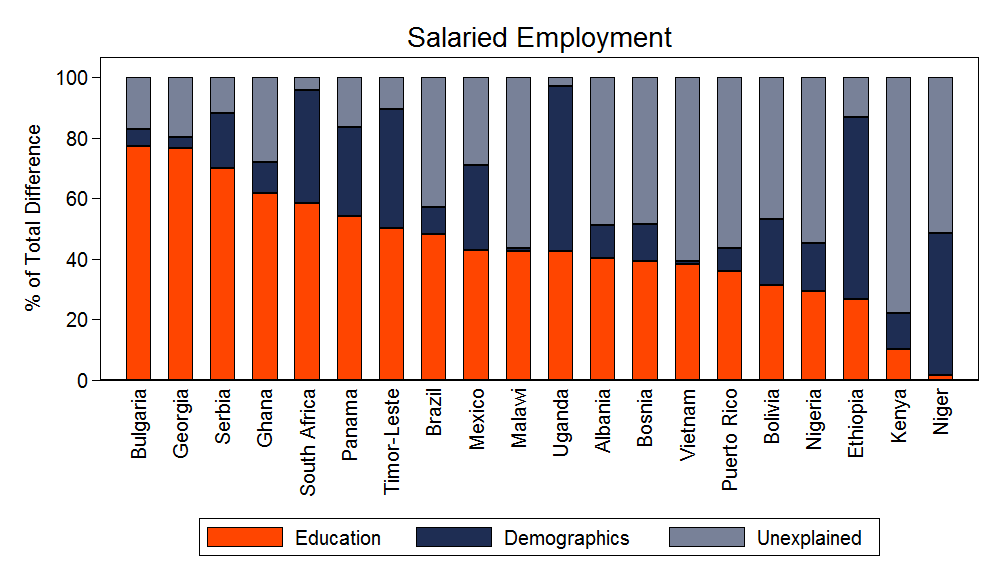 Salaried Employment
% of Total Difference
100
80
60
40
20
0
Bulgaria
Georgia
Serbia
Ghana
South Africa
Panama
Timor-Leste
Brazil
Mexico
Malawi
Uganda
Albania
Bosnia
Vietnam
Puerto Rico
Bolivia
Nigeria
Ethiopia
Kenya
Niger
Education Demographics Unexplained